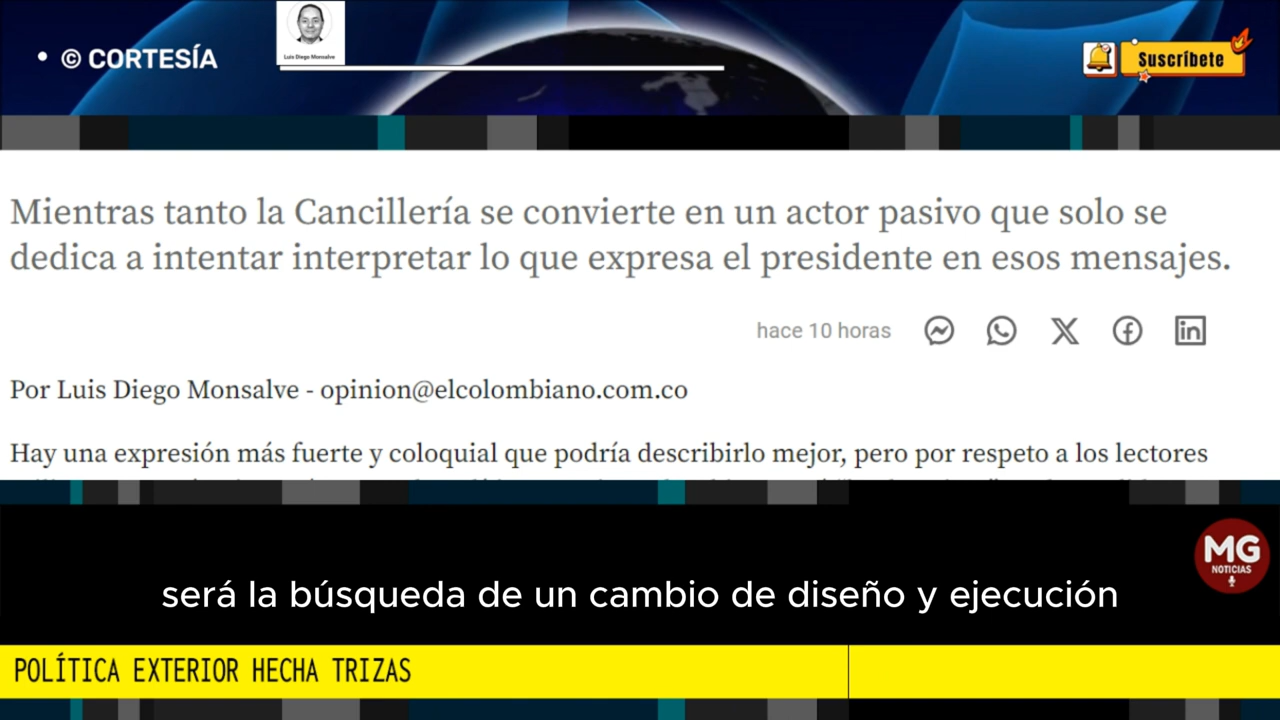 • © CORTESÍA
Luis Diego Monsalve
Suscríbete
Mientras tanto la Cancillería se convierte en un actor pasivo que solo se
dedica a intentar interpretar lo que expresa el presidente en esos mensajes.
hace 10 horas
Por Luis Diego Monsalve - opinion@elcolombiano.com.co
Hay una expresión más fuerte y coloquial que podría describirlo mejor, pero por respeto a los lectores
MG
NOTICIAS
será la búsqueda de un cambio de diseño y ejecución
POLÍTICA EXTERIOR HECHA TRIZAS